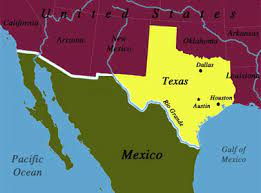 United States
California
Arizona
New
Mexico
Oklahoma
Arkansas
Dallas
Texas
Louisiana
Austin
Houston
Rio Grande
Gulf of
Mexico
Pacific
Ocean
Mexico